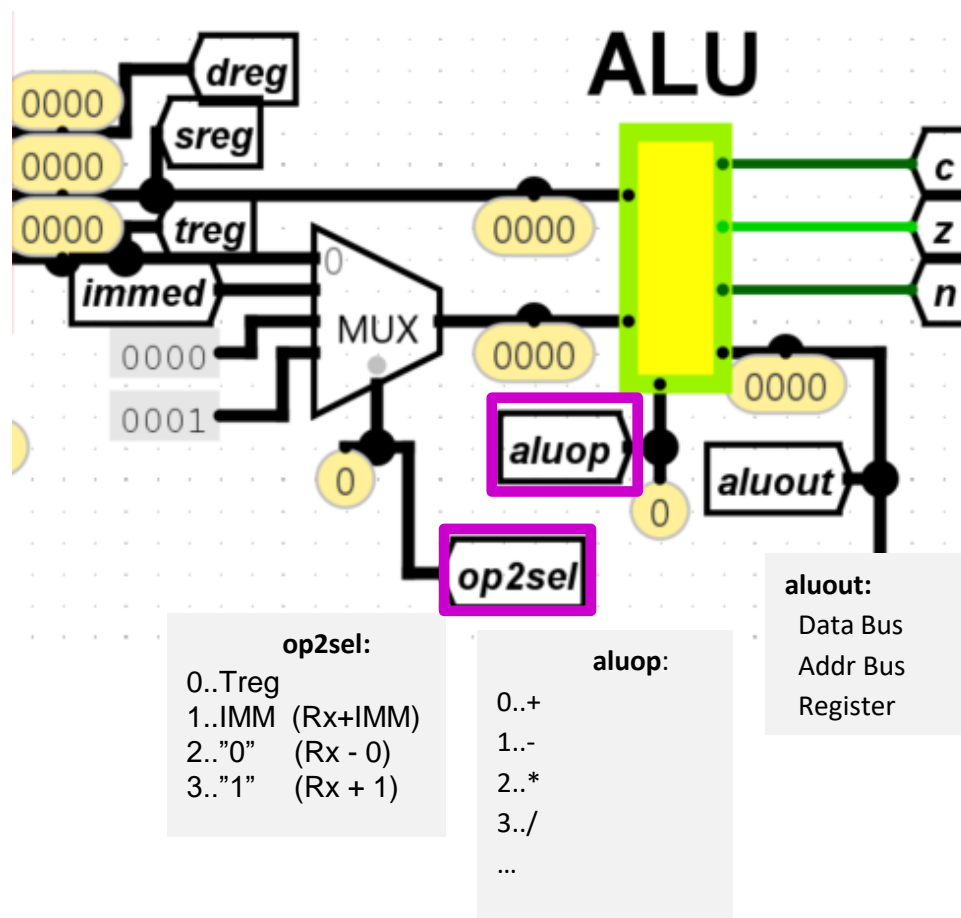 ALU
dreg
0000
sreg
0000
c
0000
treg
0000
z
0
immed
n
MUX
0000
0000
0000
0001
aluop
0
0
aluout
op2sel
aluout:
Data Bus
Addr Bus
Register
op2sel:
0..Treg
1..IMM (Rx+IMM)
2..”0” (Rx - 0)
3..”1” (Rx + 1)
aluop:
0..+
1..-
2..*
3../
...